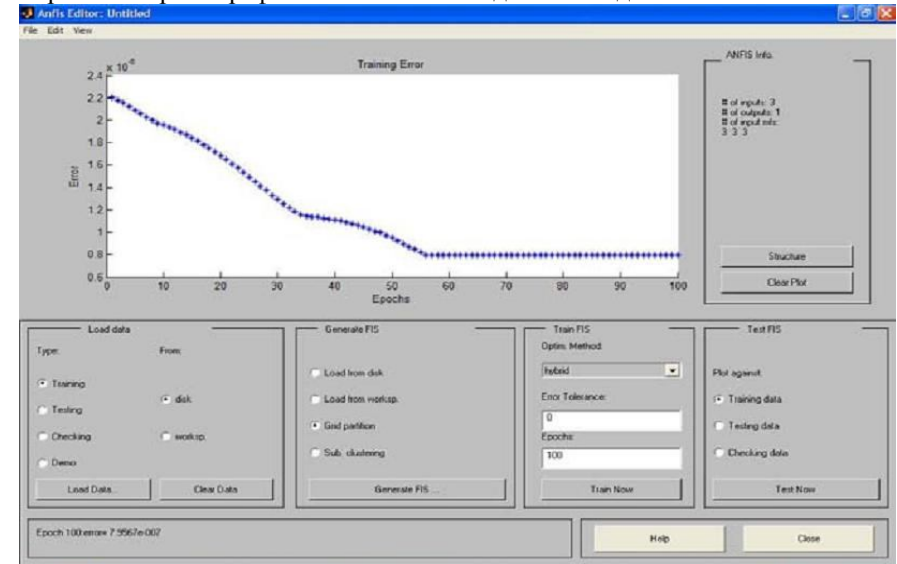 Anfis Editor: Untitled
File Edit View
Training Error
x 10^-6
2.4
2.2
2
1.8
1.6
1.4
1.2
1
0.8
0.6
Error
0 10 20 30 40 50 60 70 80 90 100
Epochs
ANFIS Info.
# of inputs: 3
# of outputs: 1
# of input mfs:
3 3 3
Structure
Clear Plot
Load data
Type:
From:
Training
Testing
Checking
Demo
disk
worksp.
Load Data...
Clear Data
Generate FIS
Load from disk
Load from worksp.
Grid partition
Sub. clustering
Generate FIS ...
Train FIS
Optim. Method:
hybrid
Error Tolerance:
0
Epochs:
100
Train Now
Test FIS
Plot against:
Training data
Testing data
Checking data
Test Now
Epoch 100:error= 7.9967e-007
Help
Close